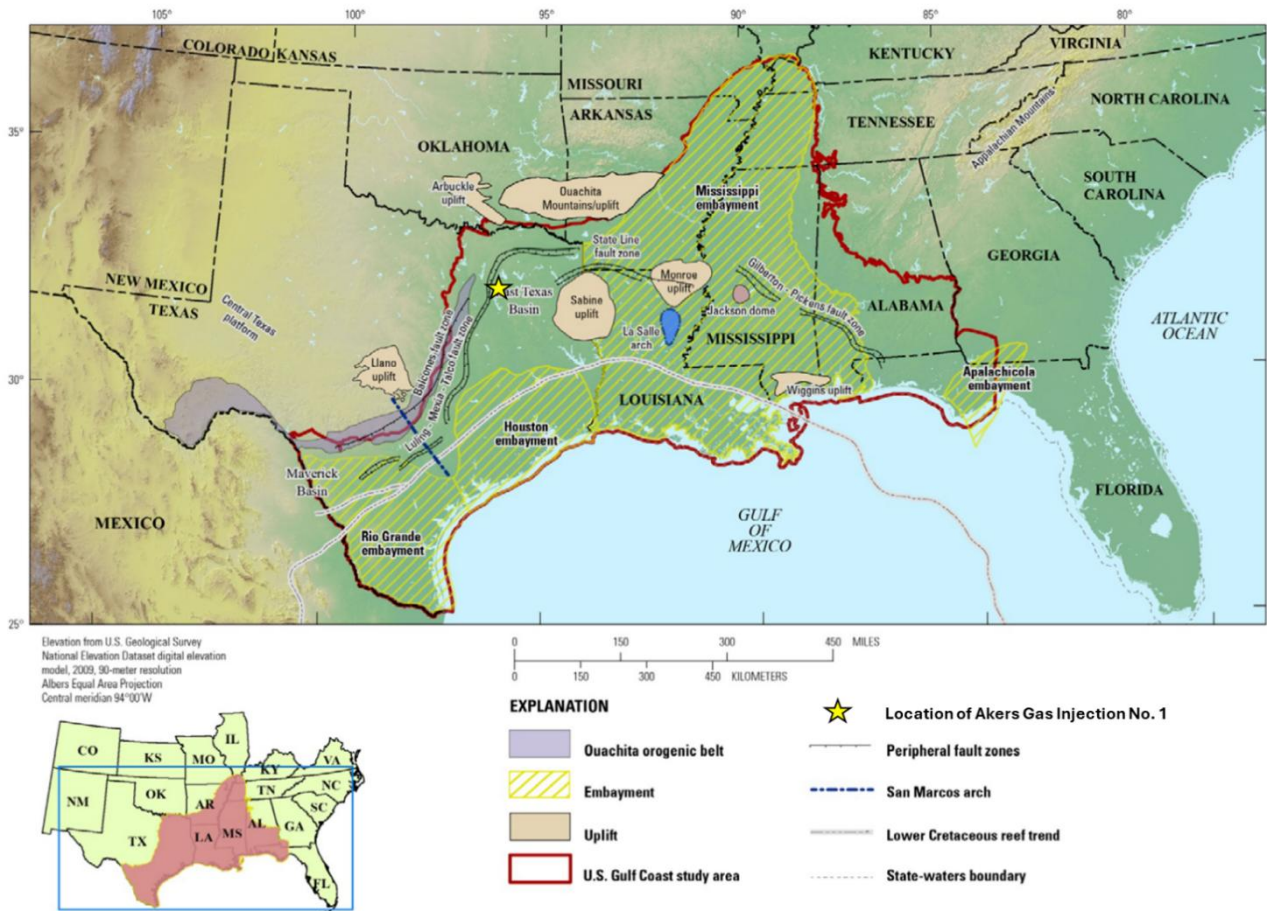 105°
100°
95°
90°
85°
80°
COLORADO
KANSAS
MISSOURI
KENTUCKY
VIRGINIA
NORTH CAROLINA
ARKANSAS
TENNESSEE
Appalachian Mountains
35°
OKLAHOMA
Arbuckle
uplift
Ouachita
Mountains/uplift
Mississippi
embayment
SOUTH
CAROLINA
GEORGIA
State Line
fault zone
Monroe
uplift
Gilberton - Pickens fault zone
ALABAMA
NEW MEXICO
TEXAS
Central Texas
platform
ast Texas
Basin
Sabine
uplift
Jackson dome
La Salle
arch
MISSISSIPPI
ATLANTIC
OCEAN
Balcones fault zone
Luling - Mexia - Talco fault zone
Llano
uplift
30°
Wiggins uplift
Apalachicola
embayment
LOUISIANA
Houston
embayment
Maverick
Basin
FLORIDA
MEXICO
Rio Grande
embayment
GULF
OF
MEXICO
25°
Elevation from U.S. Geological Survey
National Elevation Dataset digital elevation
model, 2009, 90-meter resolution
Albers Equal Area Projection
Central meridian 94°00'W
0 150 300 450 MILES
0 150 300 450 KILOMETERS
EXPLANATION
Ouachita orogenic belt
Embayment
Uplift
U.S. Gulf Coast study area
Location of Akers Gas Injection No. 1
Peripheral fault zones
San Marcos arch
Lower Cretaceous reef trend
State-waters boundary
CO
KS
MO
IL
KY
VA
NM
OK
AR
TN
NC
SC
TX
LA
MS
AL
GA
FL